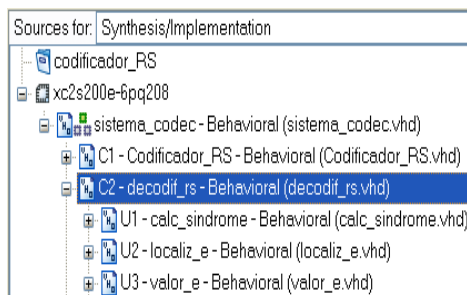 Sources for: Synthesis/Implementation
codificador_RS
xc2s200e-6pq208
sistema_codec - Behavioral (sistema_codec.vhd)
C1 - Codificador_RS - Behavioral (Codificador_RS.vhd)
C2 - decodif_rs - Behavioral (decodif_rs.vhd)
U1 - calc_sindrome - Behavioral (calc_sindrome.vhd)
U2 - localiz_e - Behavioral (localiz_e.vhd)
U3 - valor_e - Behavioral (valor_e.vhd)